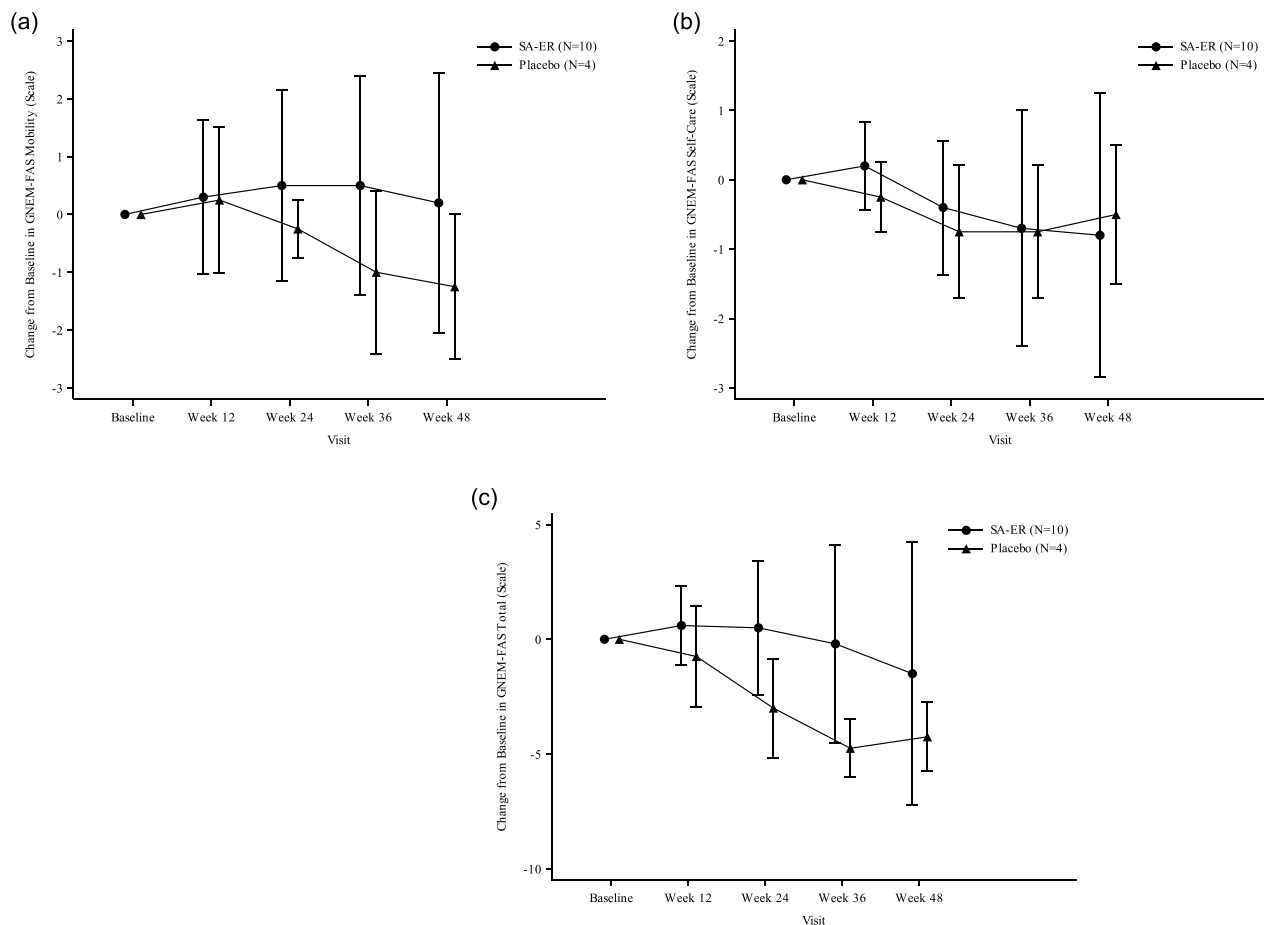 (a)
Change from Baseline in GNEM-FAS Mobility (Scale)
3
2
1
0
-1
-2
-3
SA-ER (N=10)
Placebo (N=4)
Baseline Week 12 Week 24 Week 36 Week 48
Visit
(b)
Change from Baseline in GNEM-FAS Self-Care (Scale)
2
1
0
-1
-2
-3
SA-ER (N=10)
Placebo (N=4)
Baseline Week 12 Week 24 Week 36 Week 48
Visit
(c)
Change from Baseline in GNEM-FAS Total (Scale)
5
0
-5
-10
SA-ER (N=10)
Placebo (N=4)
Baseline Week 12 Week 24 Week 36 Week 48
Visit